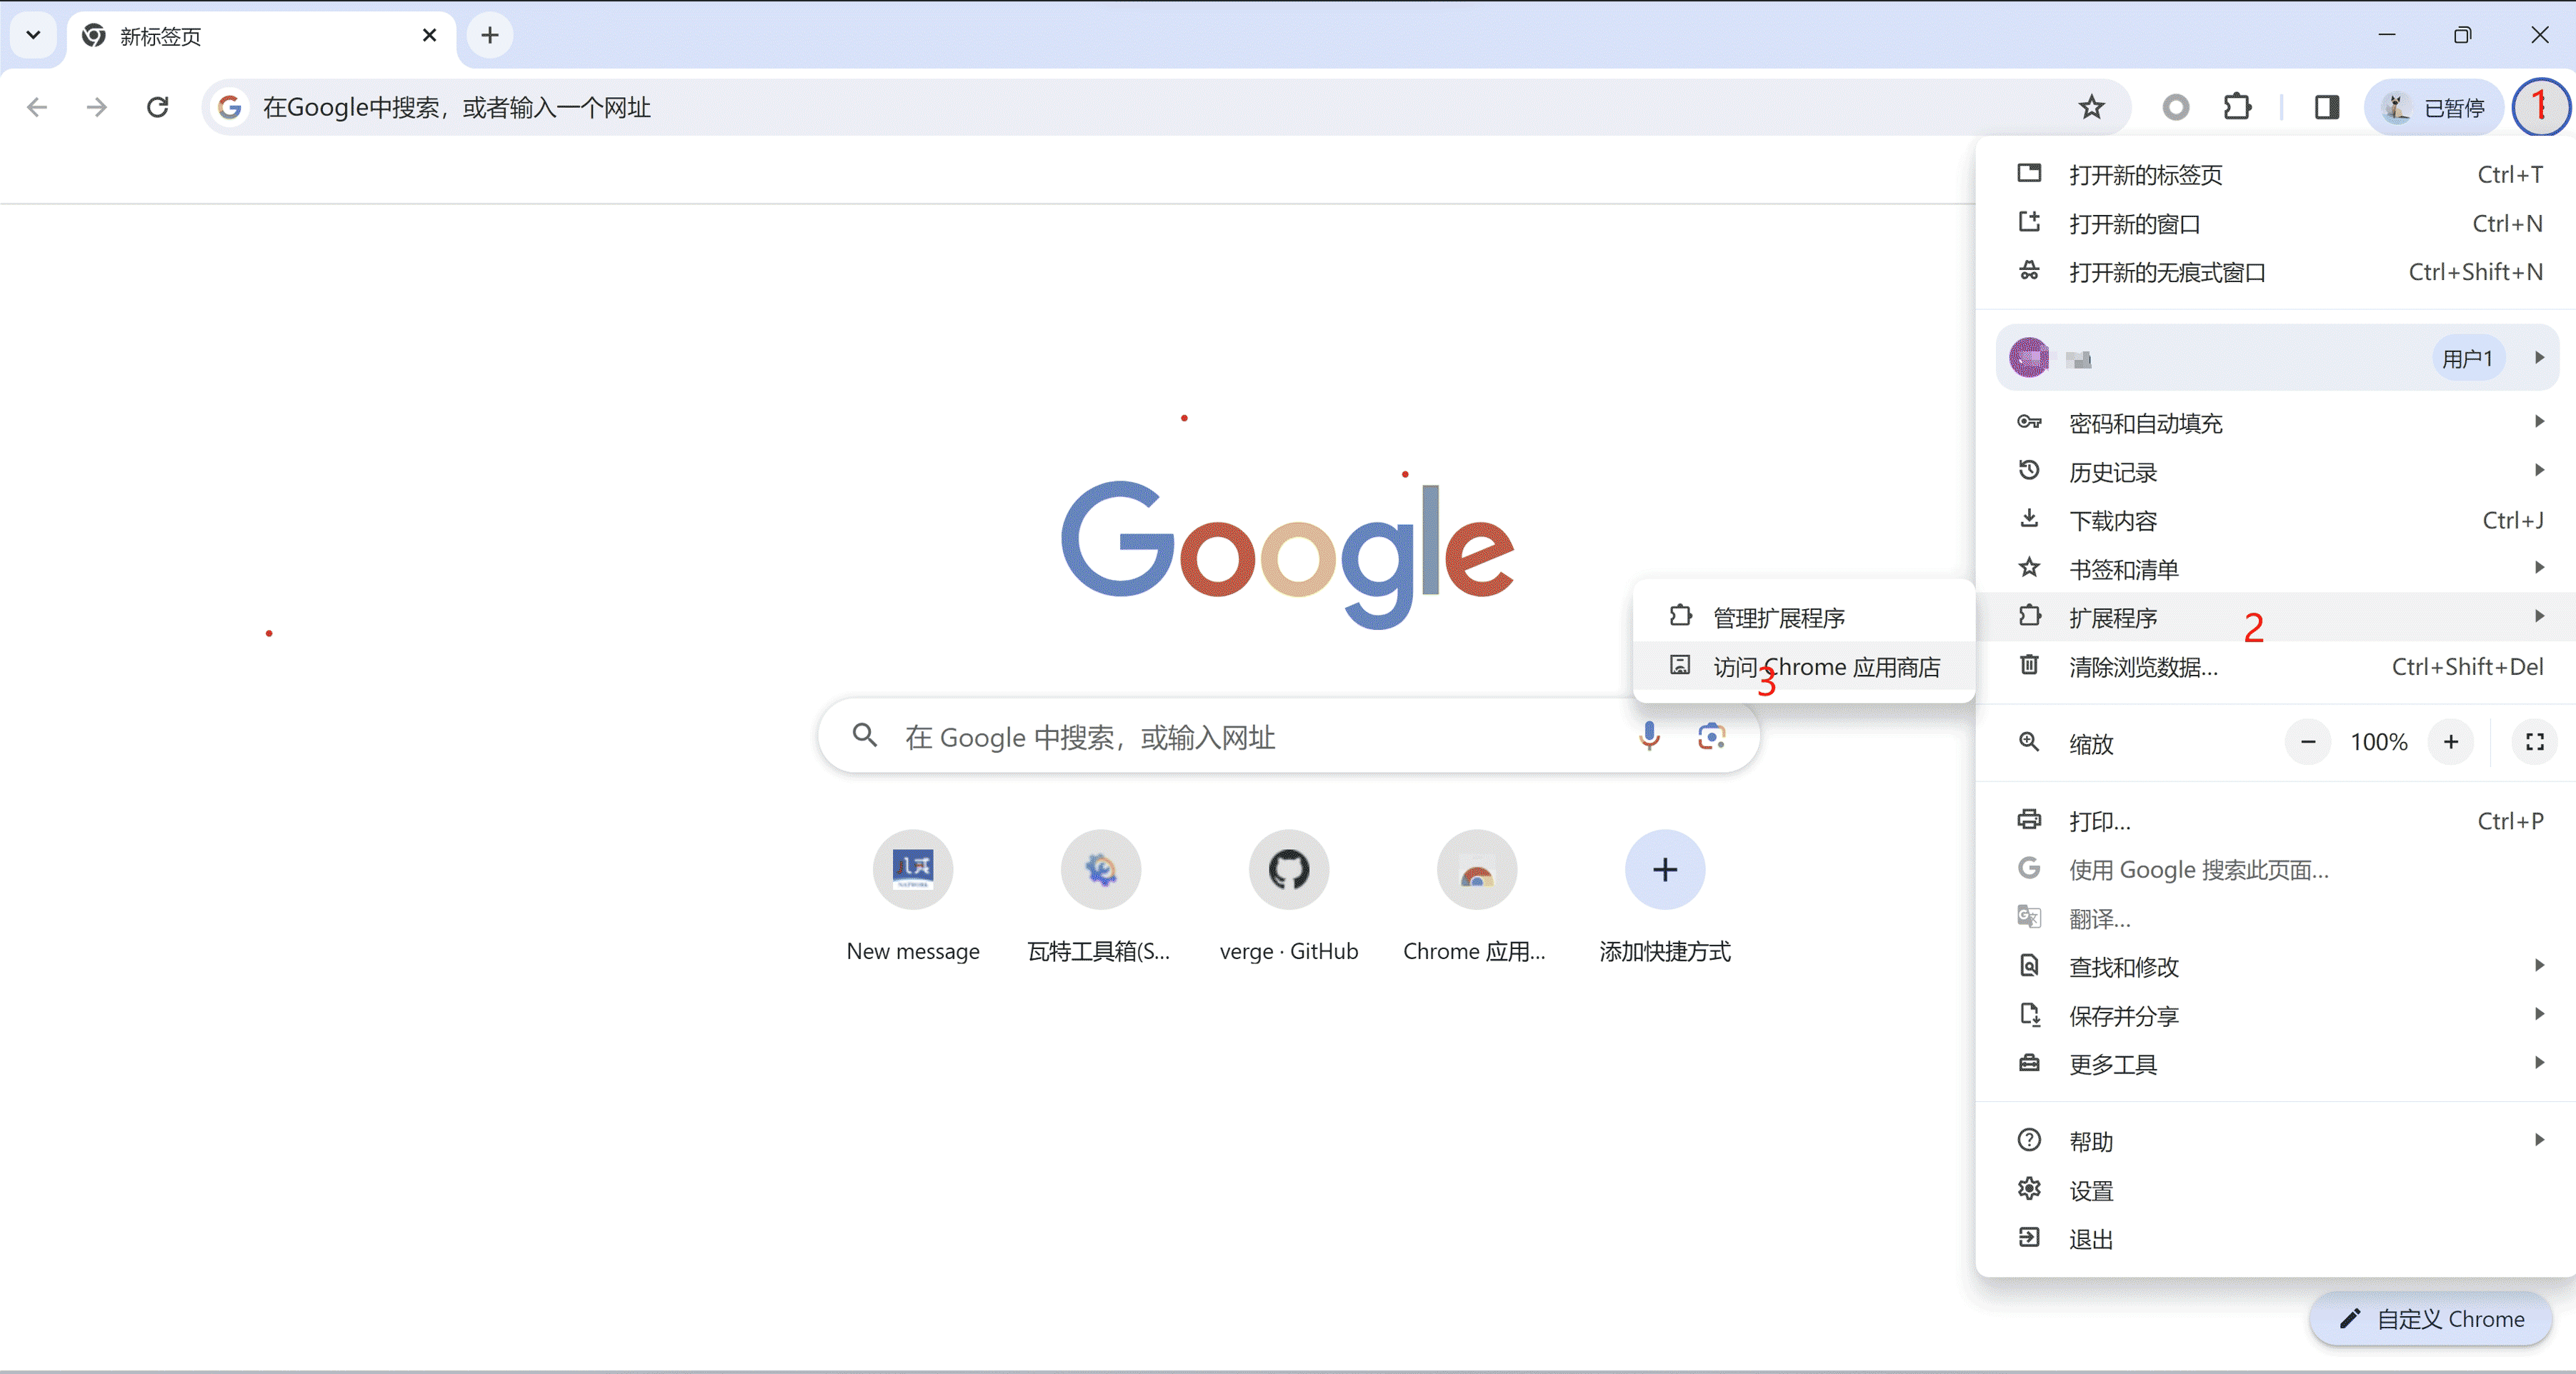 新标签页
在Google中搜索，或者输入一个网址
已暂停
1
打开新的标签页 Ctrl+T
打开新的窗口 Ctrl+N
打开新的无痕式窗口 Ctrl+Shift+N
用户1
密码和自动填充
历史记录
下载内容 Ctrl+J
书签和清单
扩展程序 2
清除浏览数据... Ctrl+Shift+Del
缩放 100%
打印... Ctrl+P
使用 Google 搜索此页面...
翻译...
查找和修改
保存并分享
更多工具
帮助
设置
退出
管理扩展程序
访问 Chrome 应用商店
3
Google
在 Google 中搜索，或输入网址
New message
瓦特工具箱(S...
verge · GitHub
Chrome 应用...
添加快捷方式
自定义 Chrome